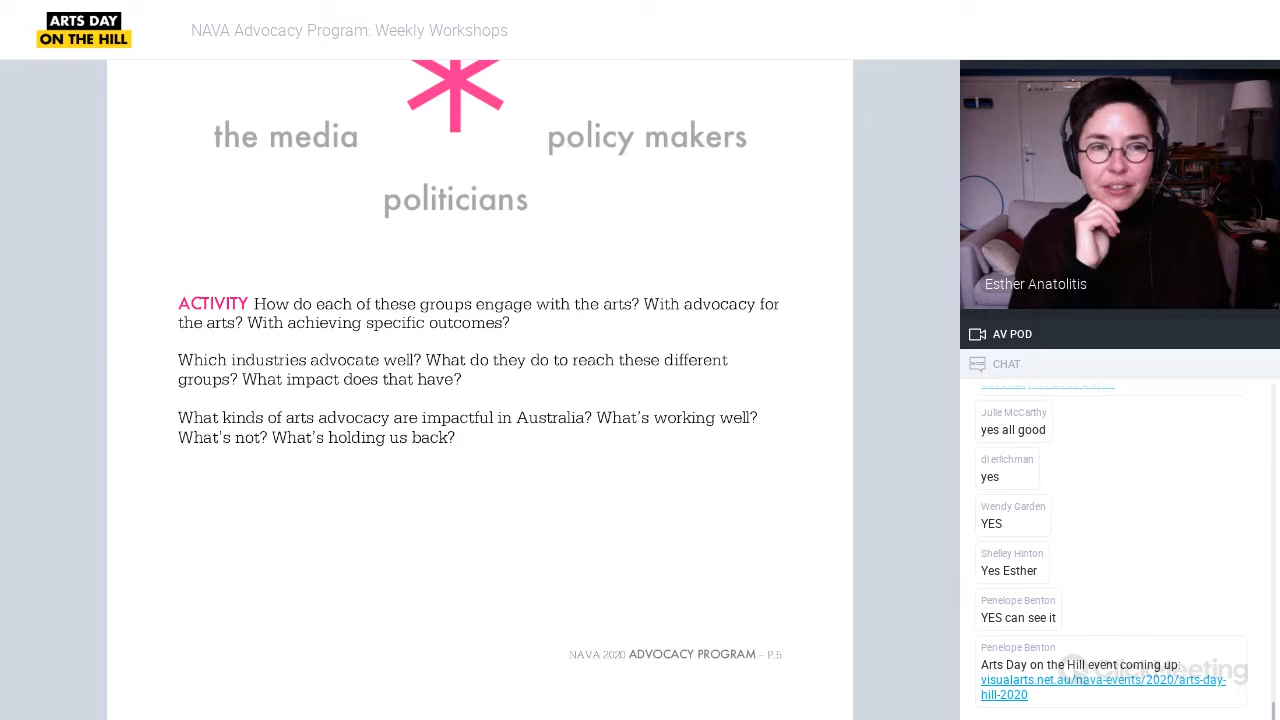 ARTS DAY
ON THE HILL
NAVA Advocacy Program: Weekly Workshops
the media
policy makers
politicians
ACTIVITY How do each of these groups engage with the arts? With advocacy for
the arts? With achieving specific outcomes?
Which industries advocate well? What do they do to reach these different
groups? What impact does that have?
What kinds of arts advocacy are impactful in Australia? What's working well?
What's not? What's holding us back?
NAVA 2020 ADVOCACY PROGRAM – P.5
Esther Anatolitis
AV POD
CHAT
Julie McCarthy
yes all good
di erlichman
yes
Wendy Garden
YES
Shelley Hinton
Yes Esther
Penelope Benton
YES can see it
Penelope Benton
Arts Day on the Hill event coming up:
visualarts.net.au/nava-events/2020/arts-day-
hill-2020
ClickMeeting